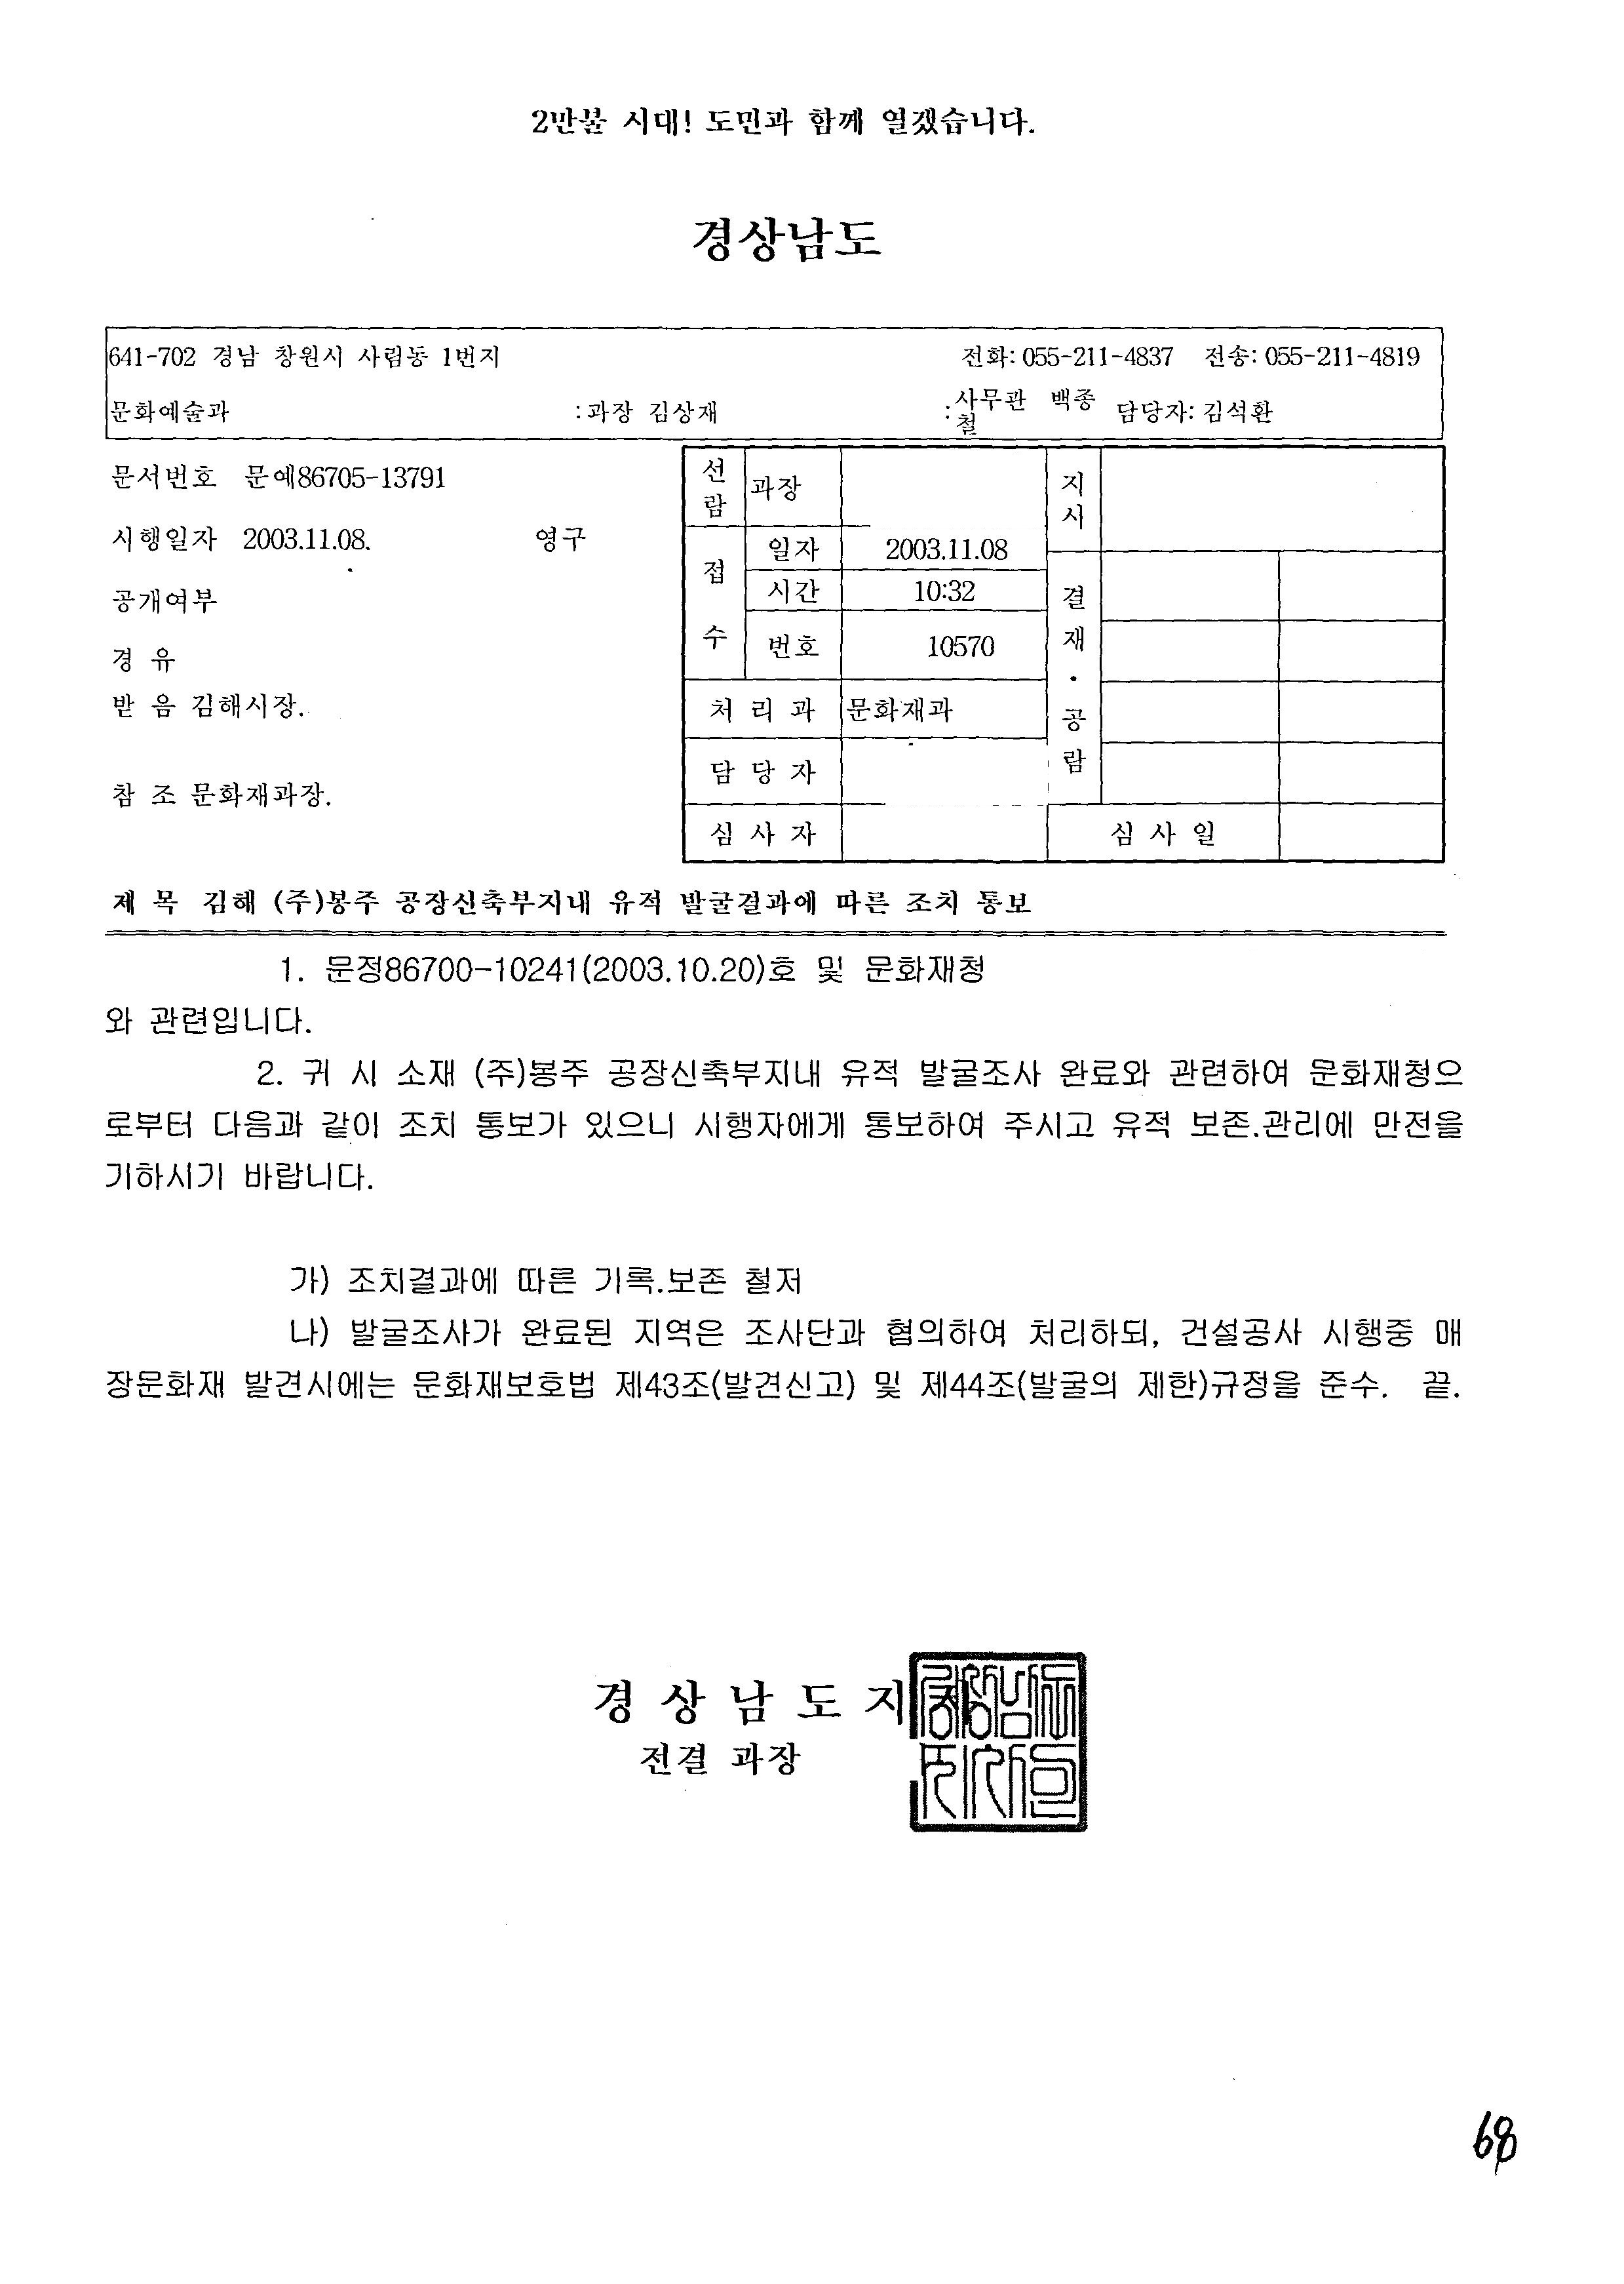 2만불 시대! 도민과 함께 열겠습니다.
경상남도
641-702 경남 창원시 사림동 1번지 전화: 055-211-4837 전송: 055-211-4819
문화예술과 :과장 김상재 :사무관 백종철 담당자: 김석환
문서번호 문예86705-13791
시행일자 2003.11.08. 영구
공개여부
경 유
받 음 김해시장.
참 조 문화재과장.
선람 과장 지시
접수 일자 2003.11.08
시간 10:32
번호 10570
결재·공람
처 리 과 문화재과
담 당 자
심 사 자 심 사 일
제 목 김해 (주)봉주 공장신축부지내 유적 발굴결과에 따른 조치 통보
1. 문정86700-10241(2003.10.20)호 및 문화재청
와 관련입니다.
2. 귀 시 소재 (주)봉주 공장신축부지내 유적 발굴조사 완료와 관련하여 문화재청으
로부터 다음과 같이 조치 통보가 있으니 시행자에게 통보하여 주시고 유적 보존.관리에 만전을
기하시기 바랍니다.
가) 조치결과에 따른 기록.보존 철저
나) 발굴조사가 완료된 지역은 조사단과 협의하여 처리하되, 건설공사 시행중 매
장문화재 발견시에는 문화재보호법 제43조(발견신고) 및 제44조(발굴의 제한)규정을 준수. 끝.
경 상 남 도 지 사
전결 과장